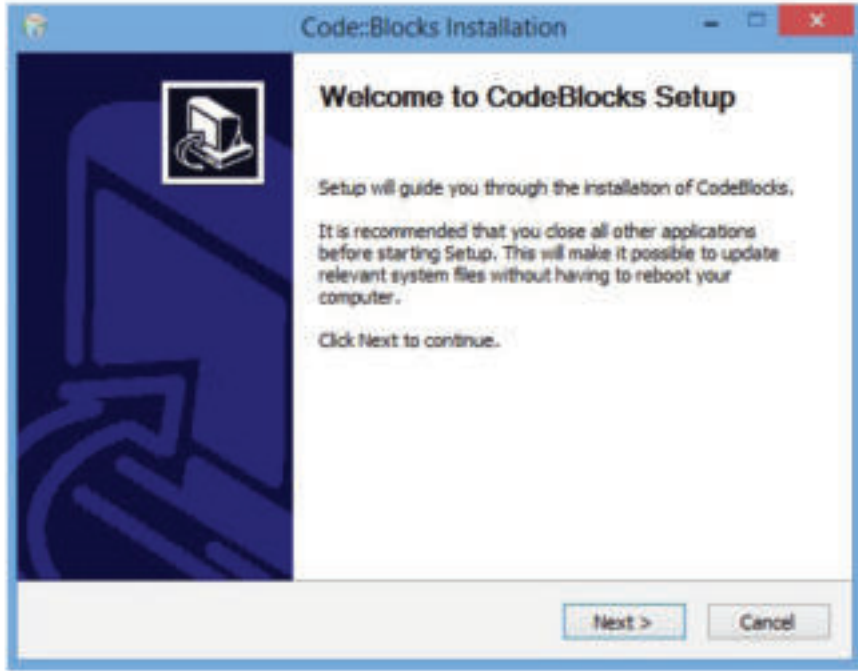 Code::Blocks Installation
Welcome to CodeBlocks Setup
Setup will guide you through the installation of CodeBlocks.
It is recommended that you close all other applications
before starting Setup. This will make it possible to update
relevant system files without having to reboot your
computer.
Click Next to continue.
Next >
Cancel